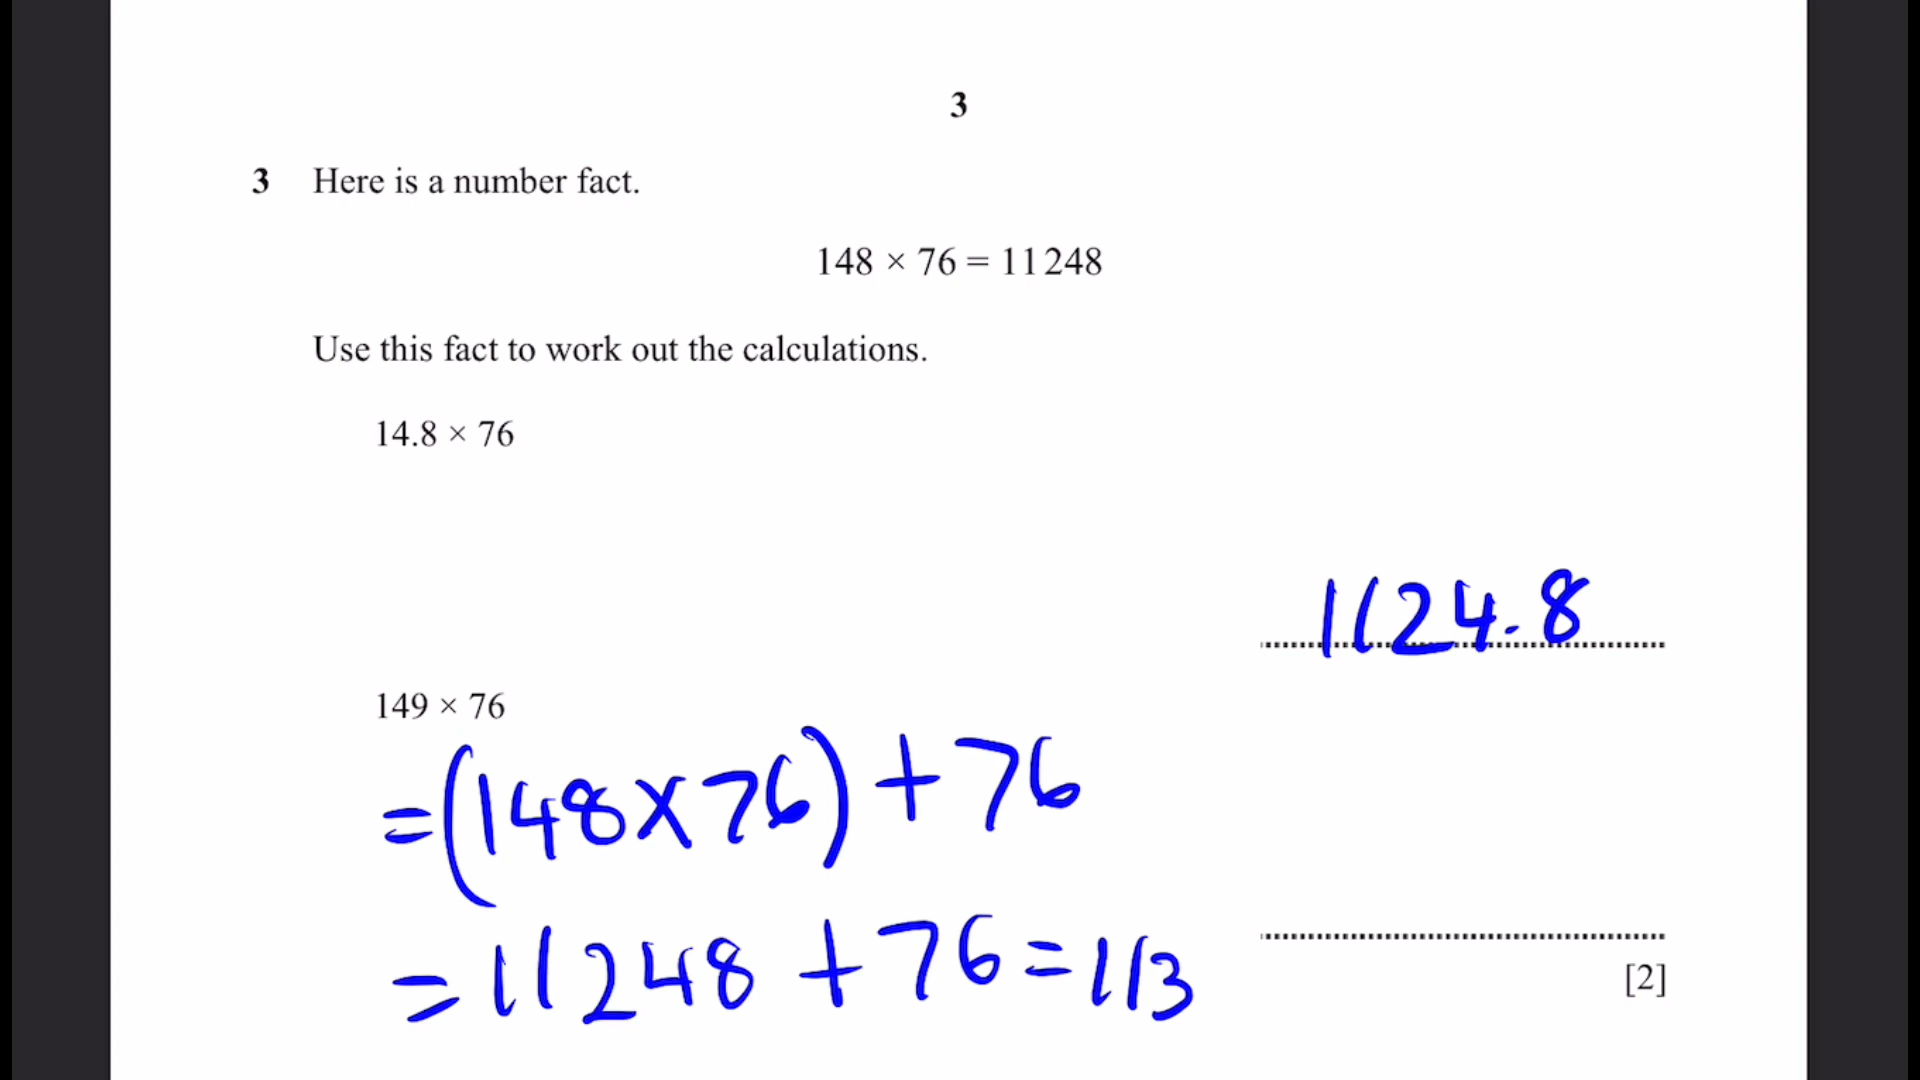 3
3 Here is a number fact.
148 × 76 = 11 248
Use this fact to work out the calculations.
14.8 × 76
1124.8
149 × 76
=(148×76)+76
=11248+76=113
[2]